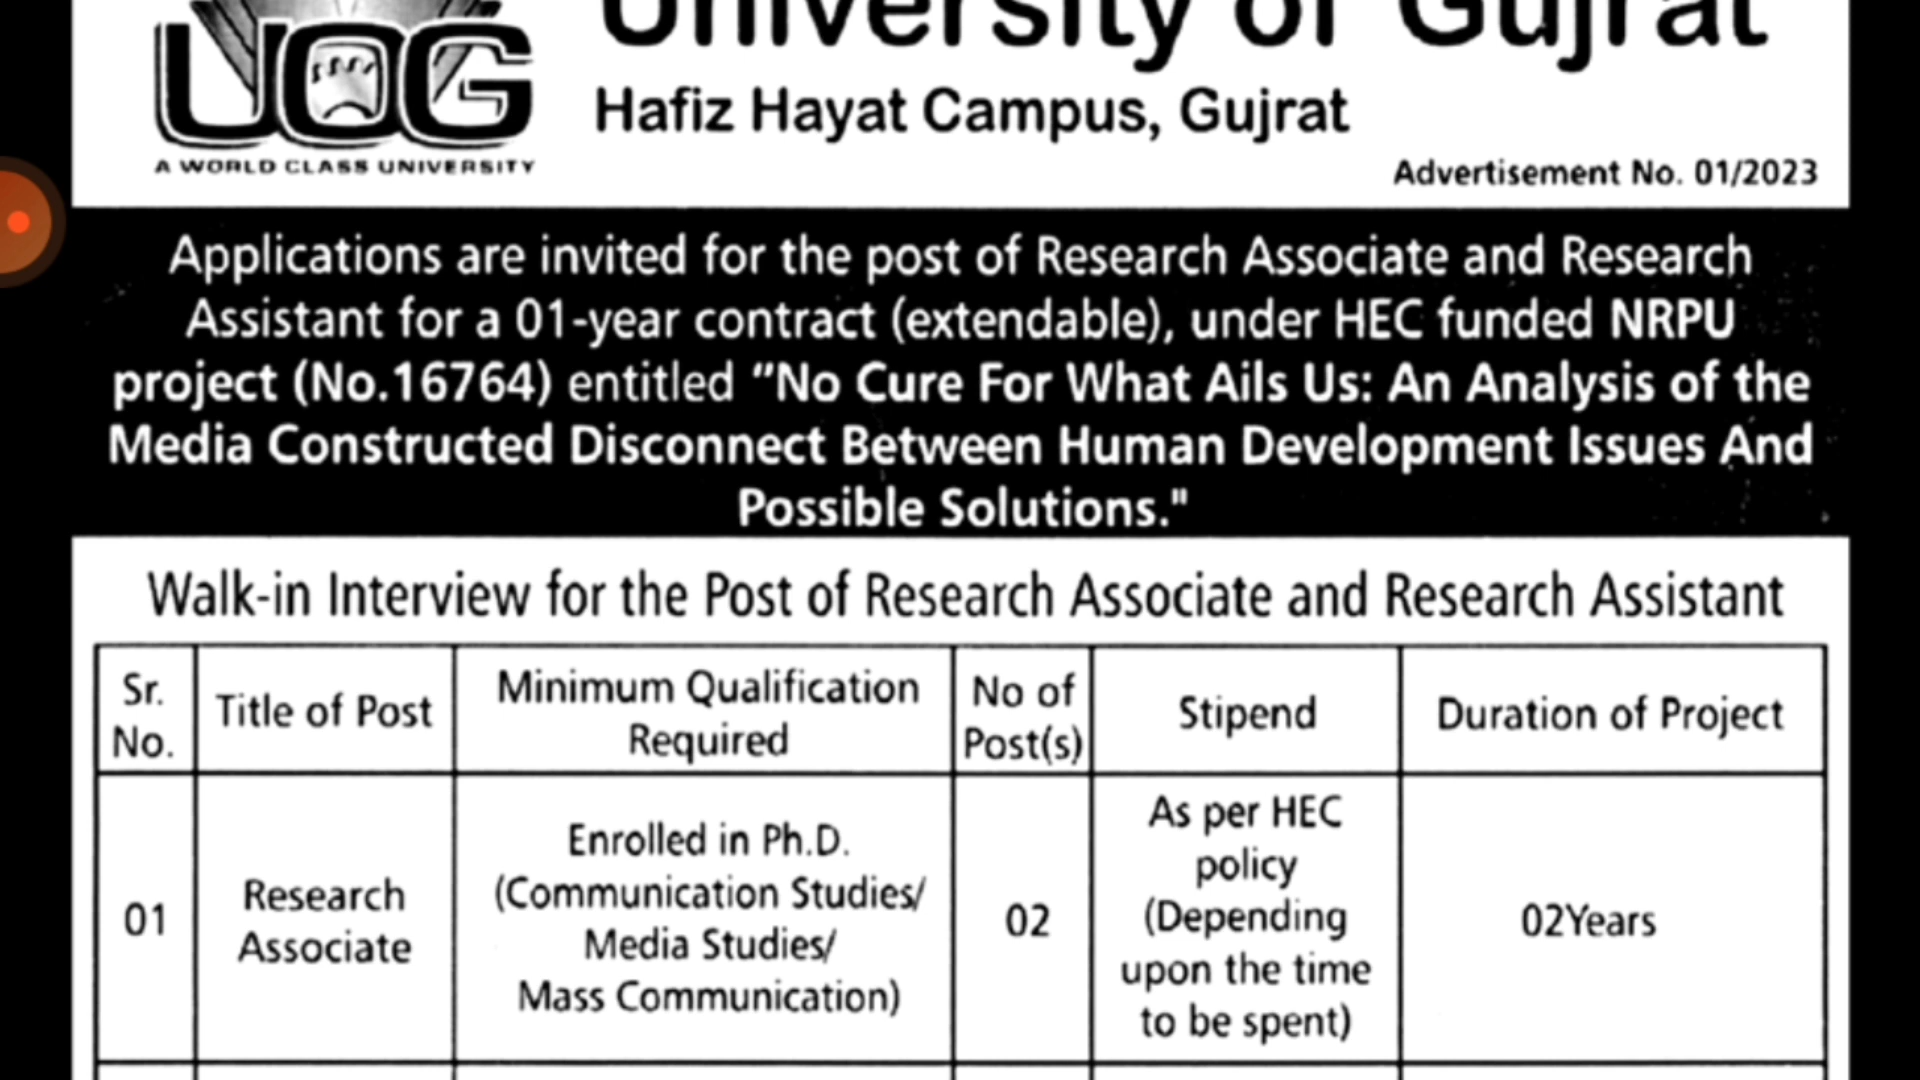 University of Gujrat
UOG
Hafiz Hayat Campus, Gujrat
A WORLD CLASS UNIVERSITY
Advertisement No. 01/2023
Applications are invited for the post of Research Associate and Research
Assistant for a 01-year contract (extendable), under HEC funded NRPU
project (No.16764) entitled “No Cure For What Ails Us: An Analysis of the
Media Constructed Disconnect Between Human Development Issues And
Possible Solutions."
Walk-in Interview for the Post of Research Associate and Research Assistant
Sr.
No.
Title of Post
Minimum Qualification
Required
No of
Post(s)
Stipend
Duration of Project
01
Research
Associate
Enrolled in Ph.D.
(Communication Studies/
Media Studies/
Mass Communication)
02
As per HEC
policy
(Depending
upon the time
to be spent)
02Years